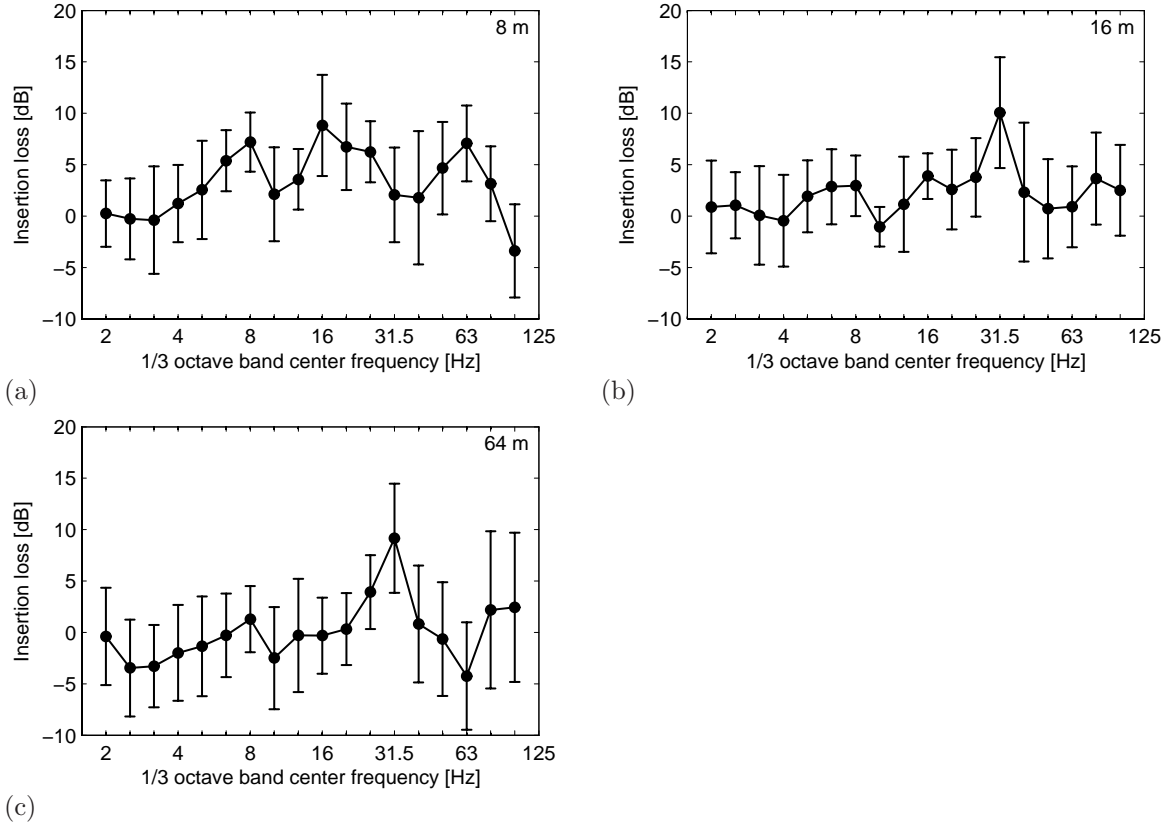 20
15
10
5
0
−5
−10
Insertion loss [dB]
8 m
2 4 8 16 31.5 63 125
1/3 octave band center frequency [Hz]
(a)
20
15
10
5
0
−5
−10
Insertion loss [dB]
16 m
2 4 8 16 31.5 63 125
1/3 octave band center frequency [Hz]
(b)
20
15
10
5
0
−5
−10
Insertion loss [dB]
64 m
2 4 8 16 31.5 63 125
1/3 octave band center frequency [Hz]
(c)